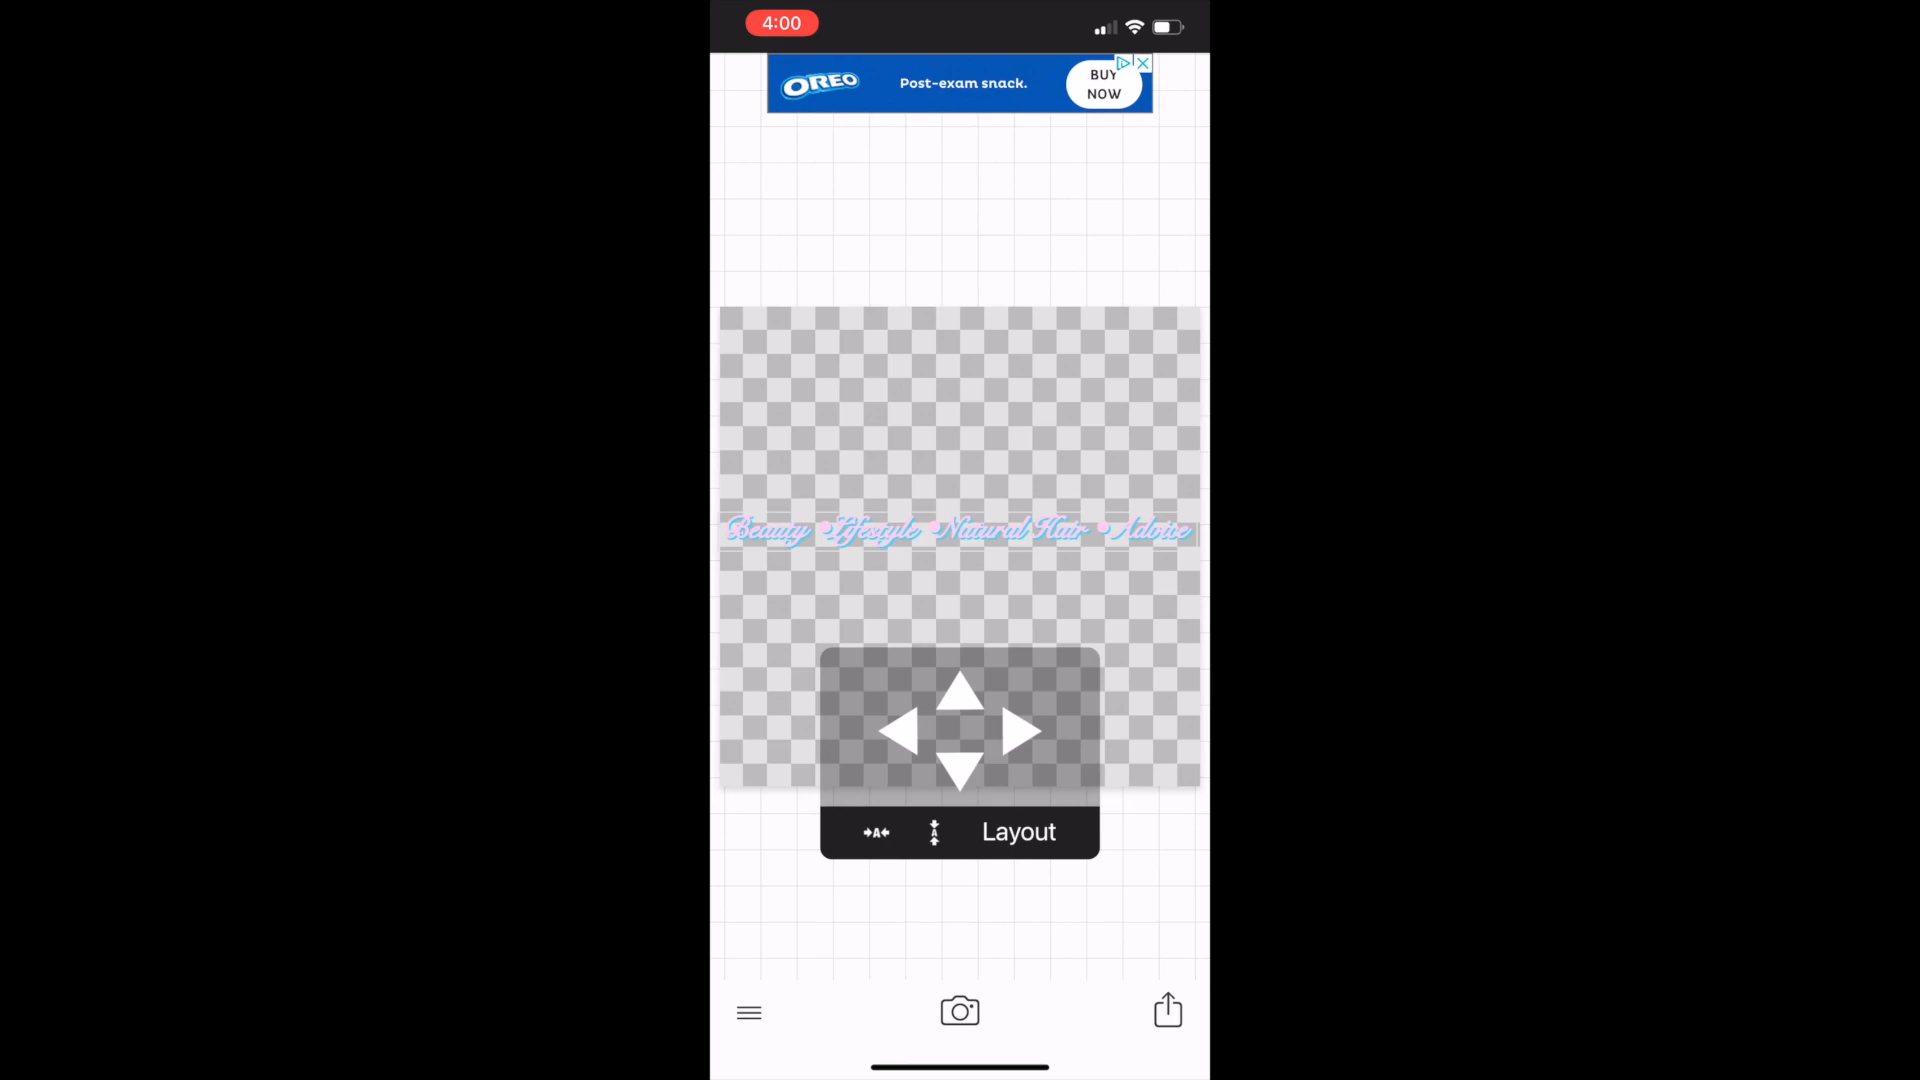 4:00
OREO
Post-exam snack.
BUY
NOW
Beauty •Lifestyle •Natural Hair •Advice
A
A
Layout